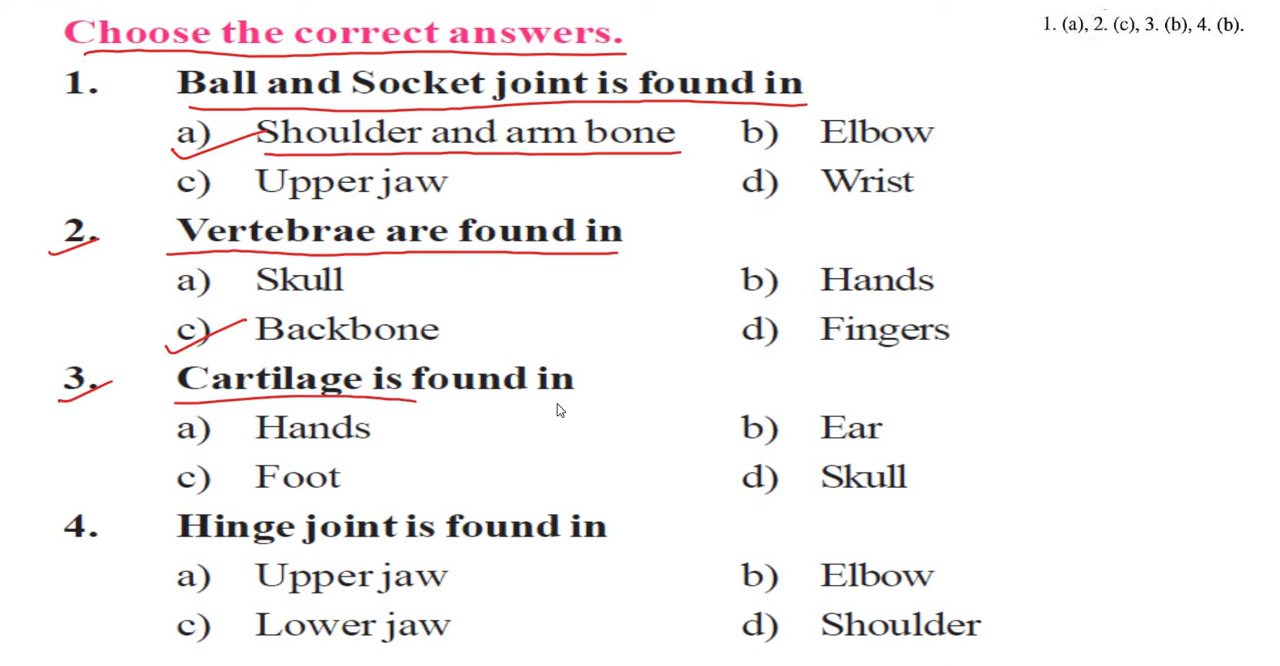 Choose the correct answers.
1. (a), 2. (c), 3. (b), 4. (b).
1. Ball and Socket joint is found in
a) Shoulder and arm bone b) Elbow
c) Upper jaw d) Wrist
2. Vertebrae are found in
a) Skull b) Hands
c) Backbone d) Fingers
3. Cartilage is found in
a) Hands b) Ear
c) Foot d) Skull
4. Hinge joint is found in
a) Upper jaw b) Elbow
c) Lower jaw d) Shoulder